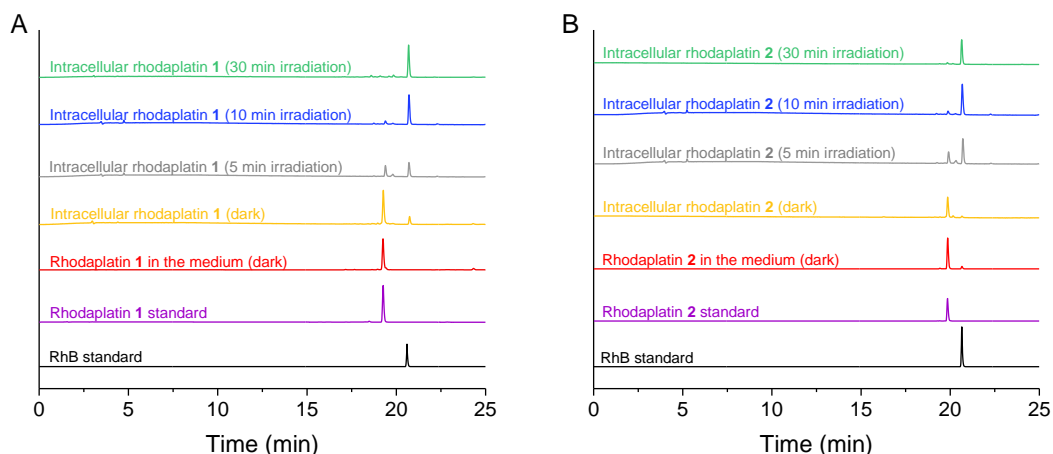 A
Intracellular rhodaplatin 1 (30 min irradiation)
Intracellular rhodaplatin 1 (10 min irradiation)
Intracellular rhodaplatin 1 (5 min irradiation)
Intracellular rhodaplatin 1 (dark)
Rhodaplatin 1 in the medium (dark)
Rhodaplatin 1 standard
RhB standard
0 5 10 15 20 25
Time (min)
B
Intracellular rhodaplatin 2 (30 min irradiation)
Intracellular rhodaplatin 2 (10 min irradiation)
Intracellular rhodaplatin 2 (5 min irradiation)
Intracellular rhodaplatin 2 (dark)
Rhodaplatin 2 in the medium (dark)
Rhodaplatin 2 standard
RhB standard
0 5 10 15 20 25
Time (min)